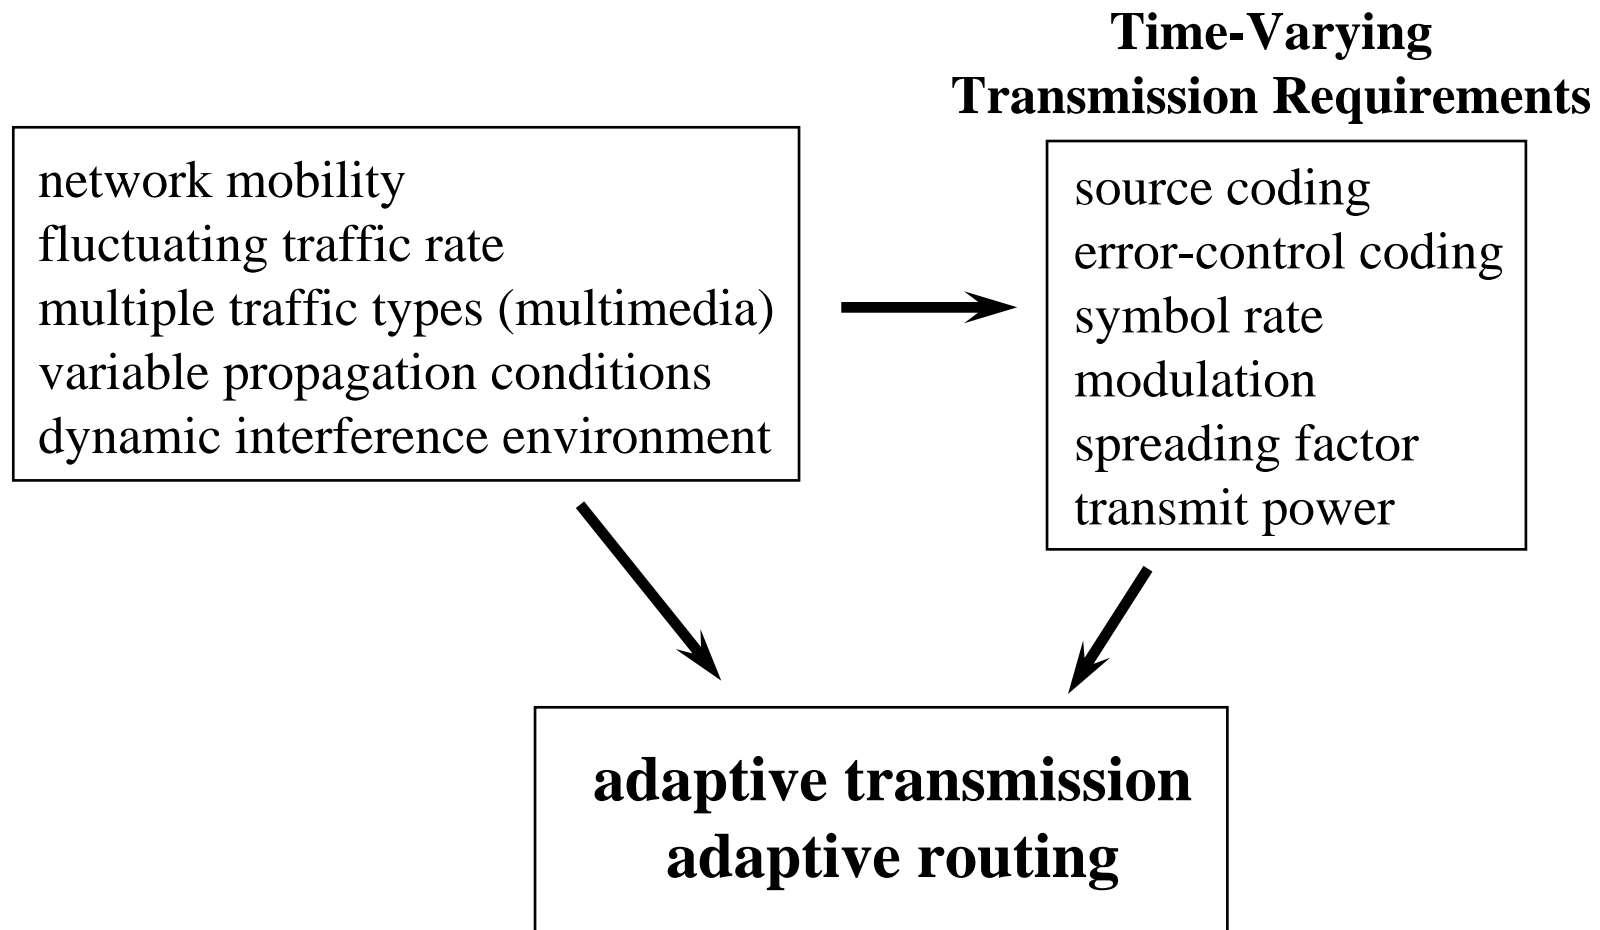 Time-Varying
Transmission Requirements
network mobility
fluctuating traffic rate
multiple traffic types (multimedia)
variable propagation conditions
dynamic interference environment
source coding
error-control coding
symbol rate
modulation
spreading factor
transmit power
adaptive transmission
adaptive routing